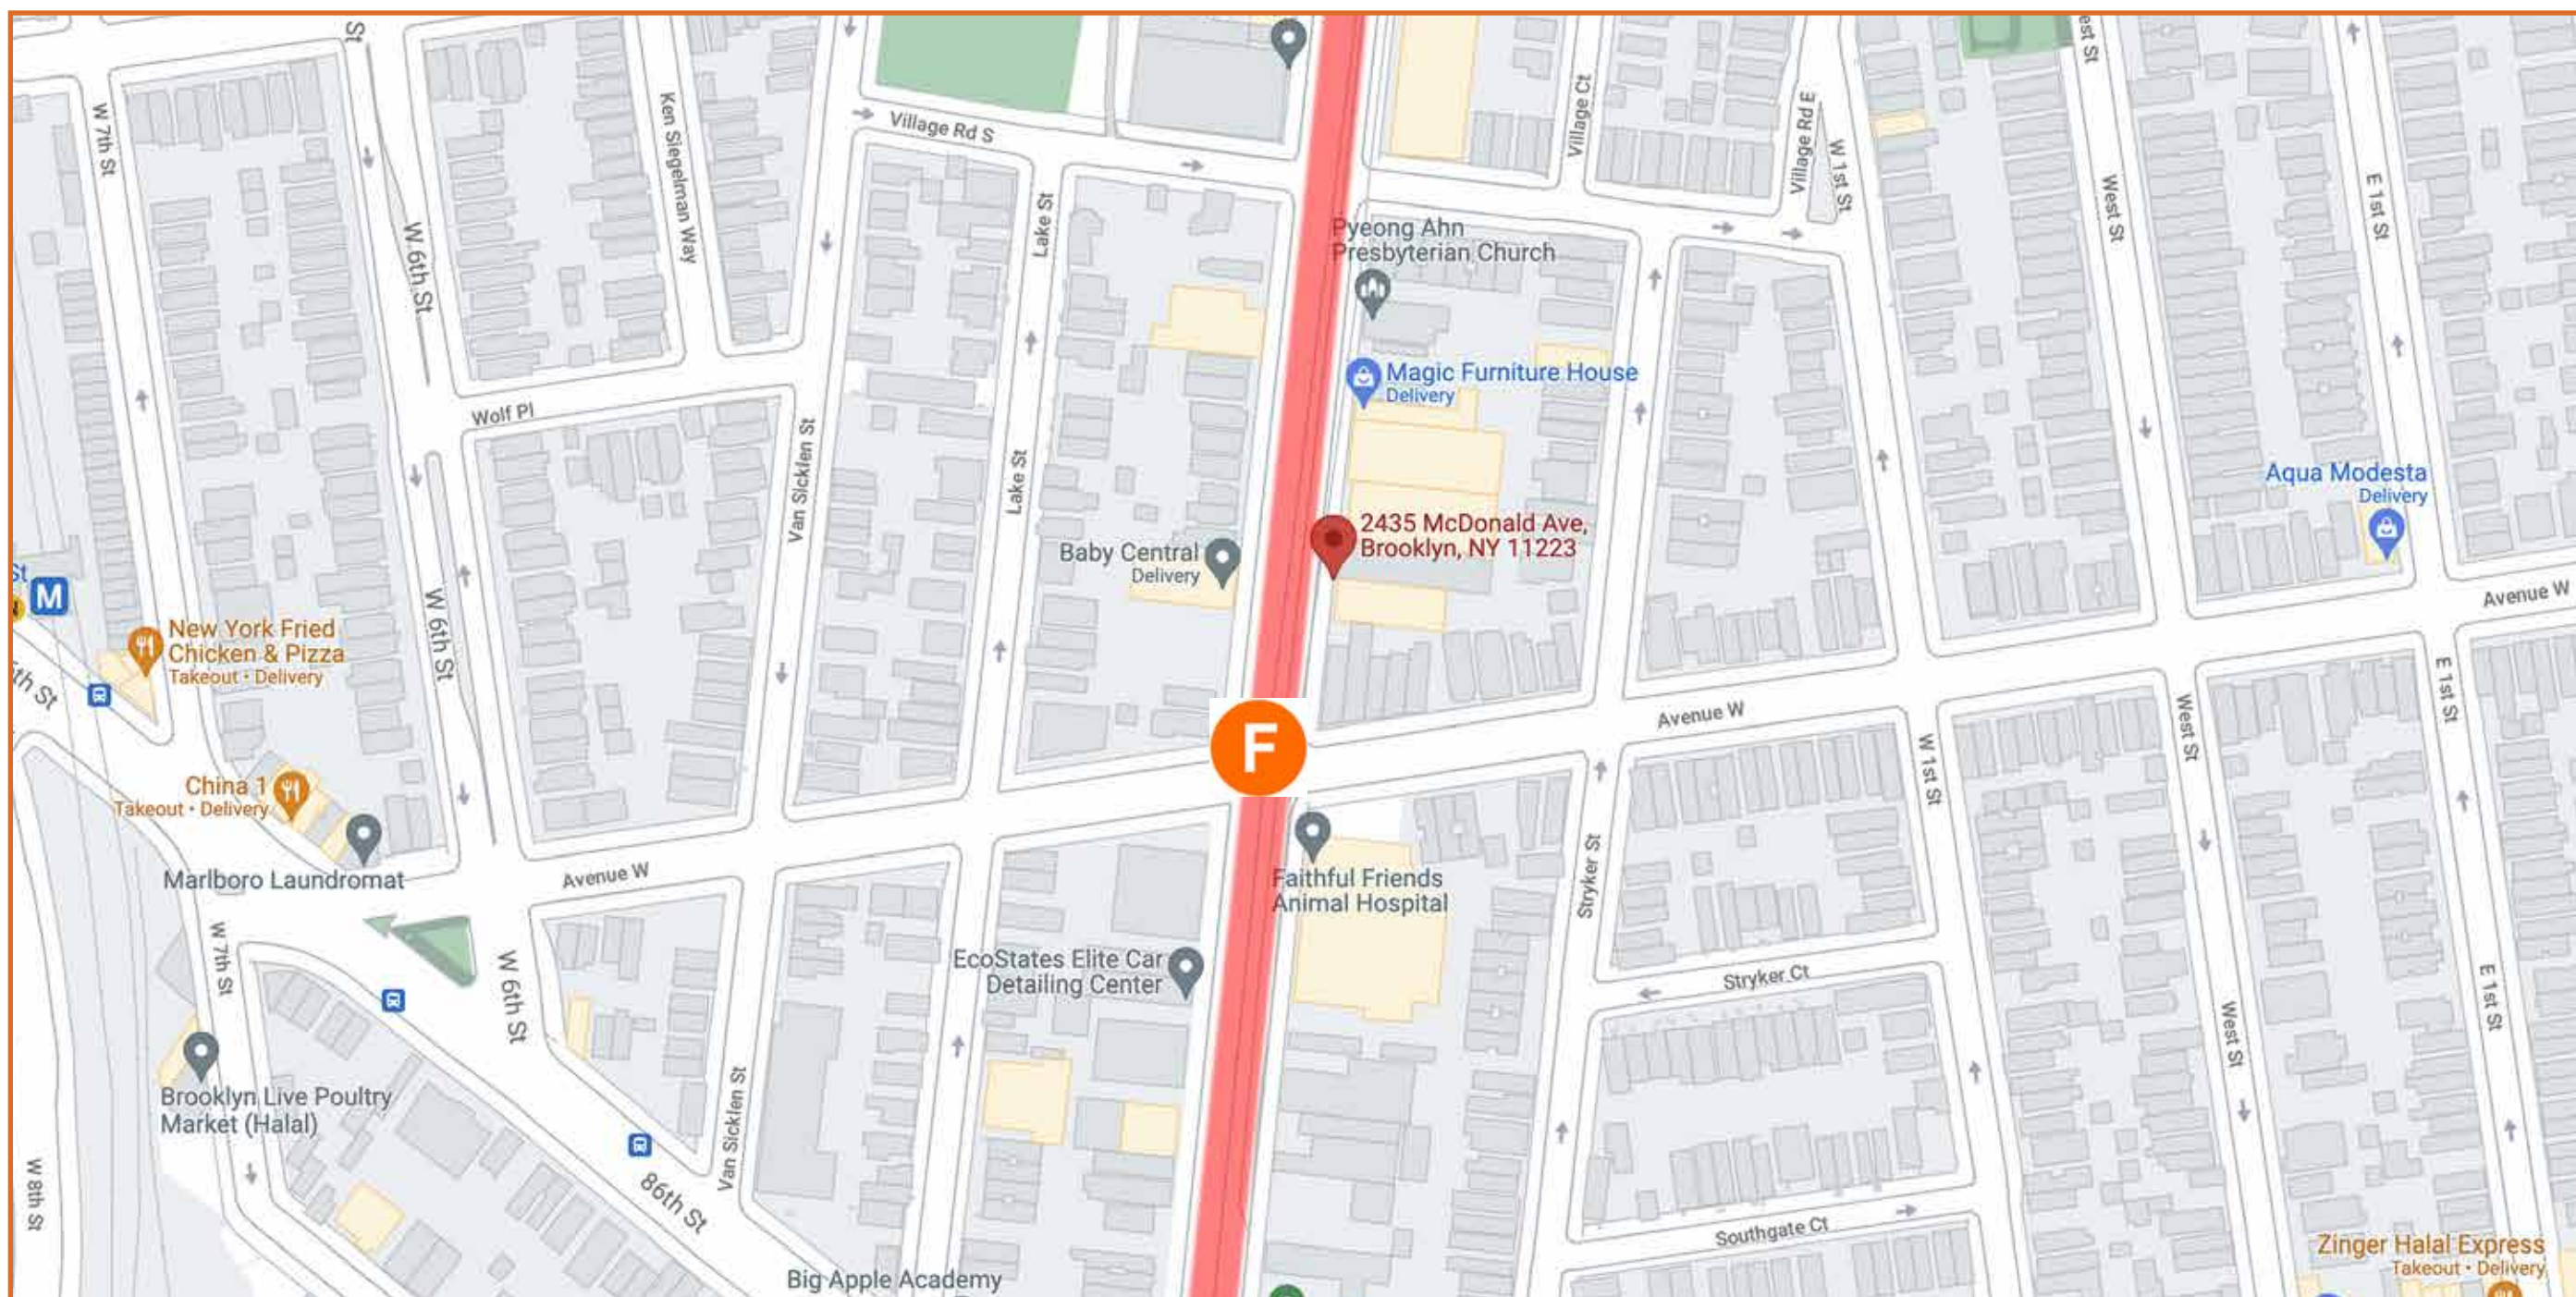 St
W 7th St
W 6th St
Ken Siegelman Way
Village Rd S
Lake St
Village Ct
Village Rd E
W 1st St
West St
E 1st St
Pyeong Ahn
Presbyterian Church
Magic Furniture House
Delivery
Wolf Pl
Van Sicklen St
Lake St
Aqua Modesta
Delivery
2435 McDonald Ave,
Brooklyn, NY 11223
Baby Central
Delivery
St
M
W 6th St
Avenue W
New York Fried
Chicken & Pizza
Takeout • Delivery
th St
E 1st St
West St
Avenue W
F
W 1st St
China 1
Takeout • Delivery
Marlboro Laundromat
Avenue W
Faithful Friends
Animal Hospital
Stryker St
W 7th St
W 6th St
EcoStates Elite Car
Detailing Center
Stryker Ct
E 1st St
West St
Brooklyn Live Poultry
Market (Halal)
Van Sicklen St
W 8th St
86th St
Southgate Ct
Zinger Halal Express
Takeout • Delivery
Big Apple Academy